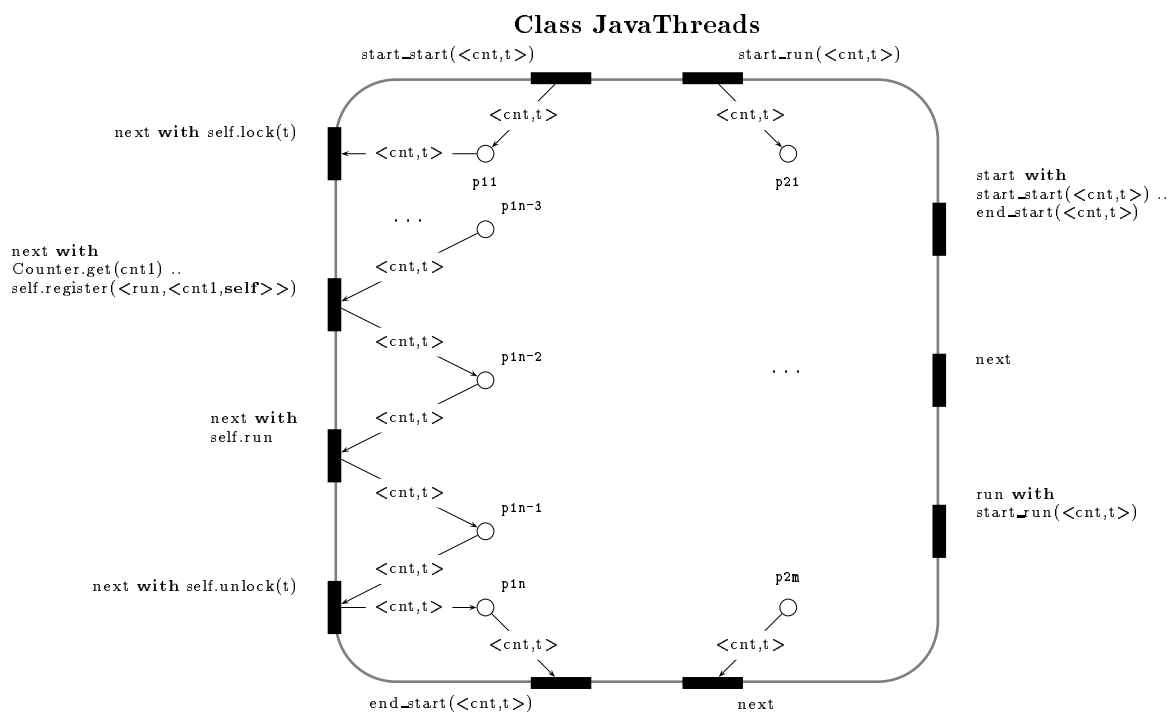 Class JavaThreads
start_start(<cnt,t>)
start_run(<cnt,t>)
<cnt,t>
<cnt,t>
next with self.lock(t)
<cnt,t>
p11
p21
start with
start_start(<cnt,t>) ..
end_start(<cnt,t>)
p1n-3
...
next with
Counter.get(cnt1) ..
self.register(<run,<cnt1,self>>)
<cnt,t>
<cnt,t>
p1n-2
...
next
<cnt,t>
next with
self.run
<cnt,t>
p1n-1
run with
start_run(<cnt,t>)
<cnt,t>
next with self.unlock(t)
p1n
p2m
<cnt,t>
<cnt,t>
<cnt,t>
end_start(<cnt,t>)
next